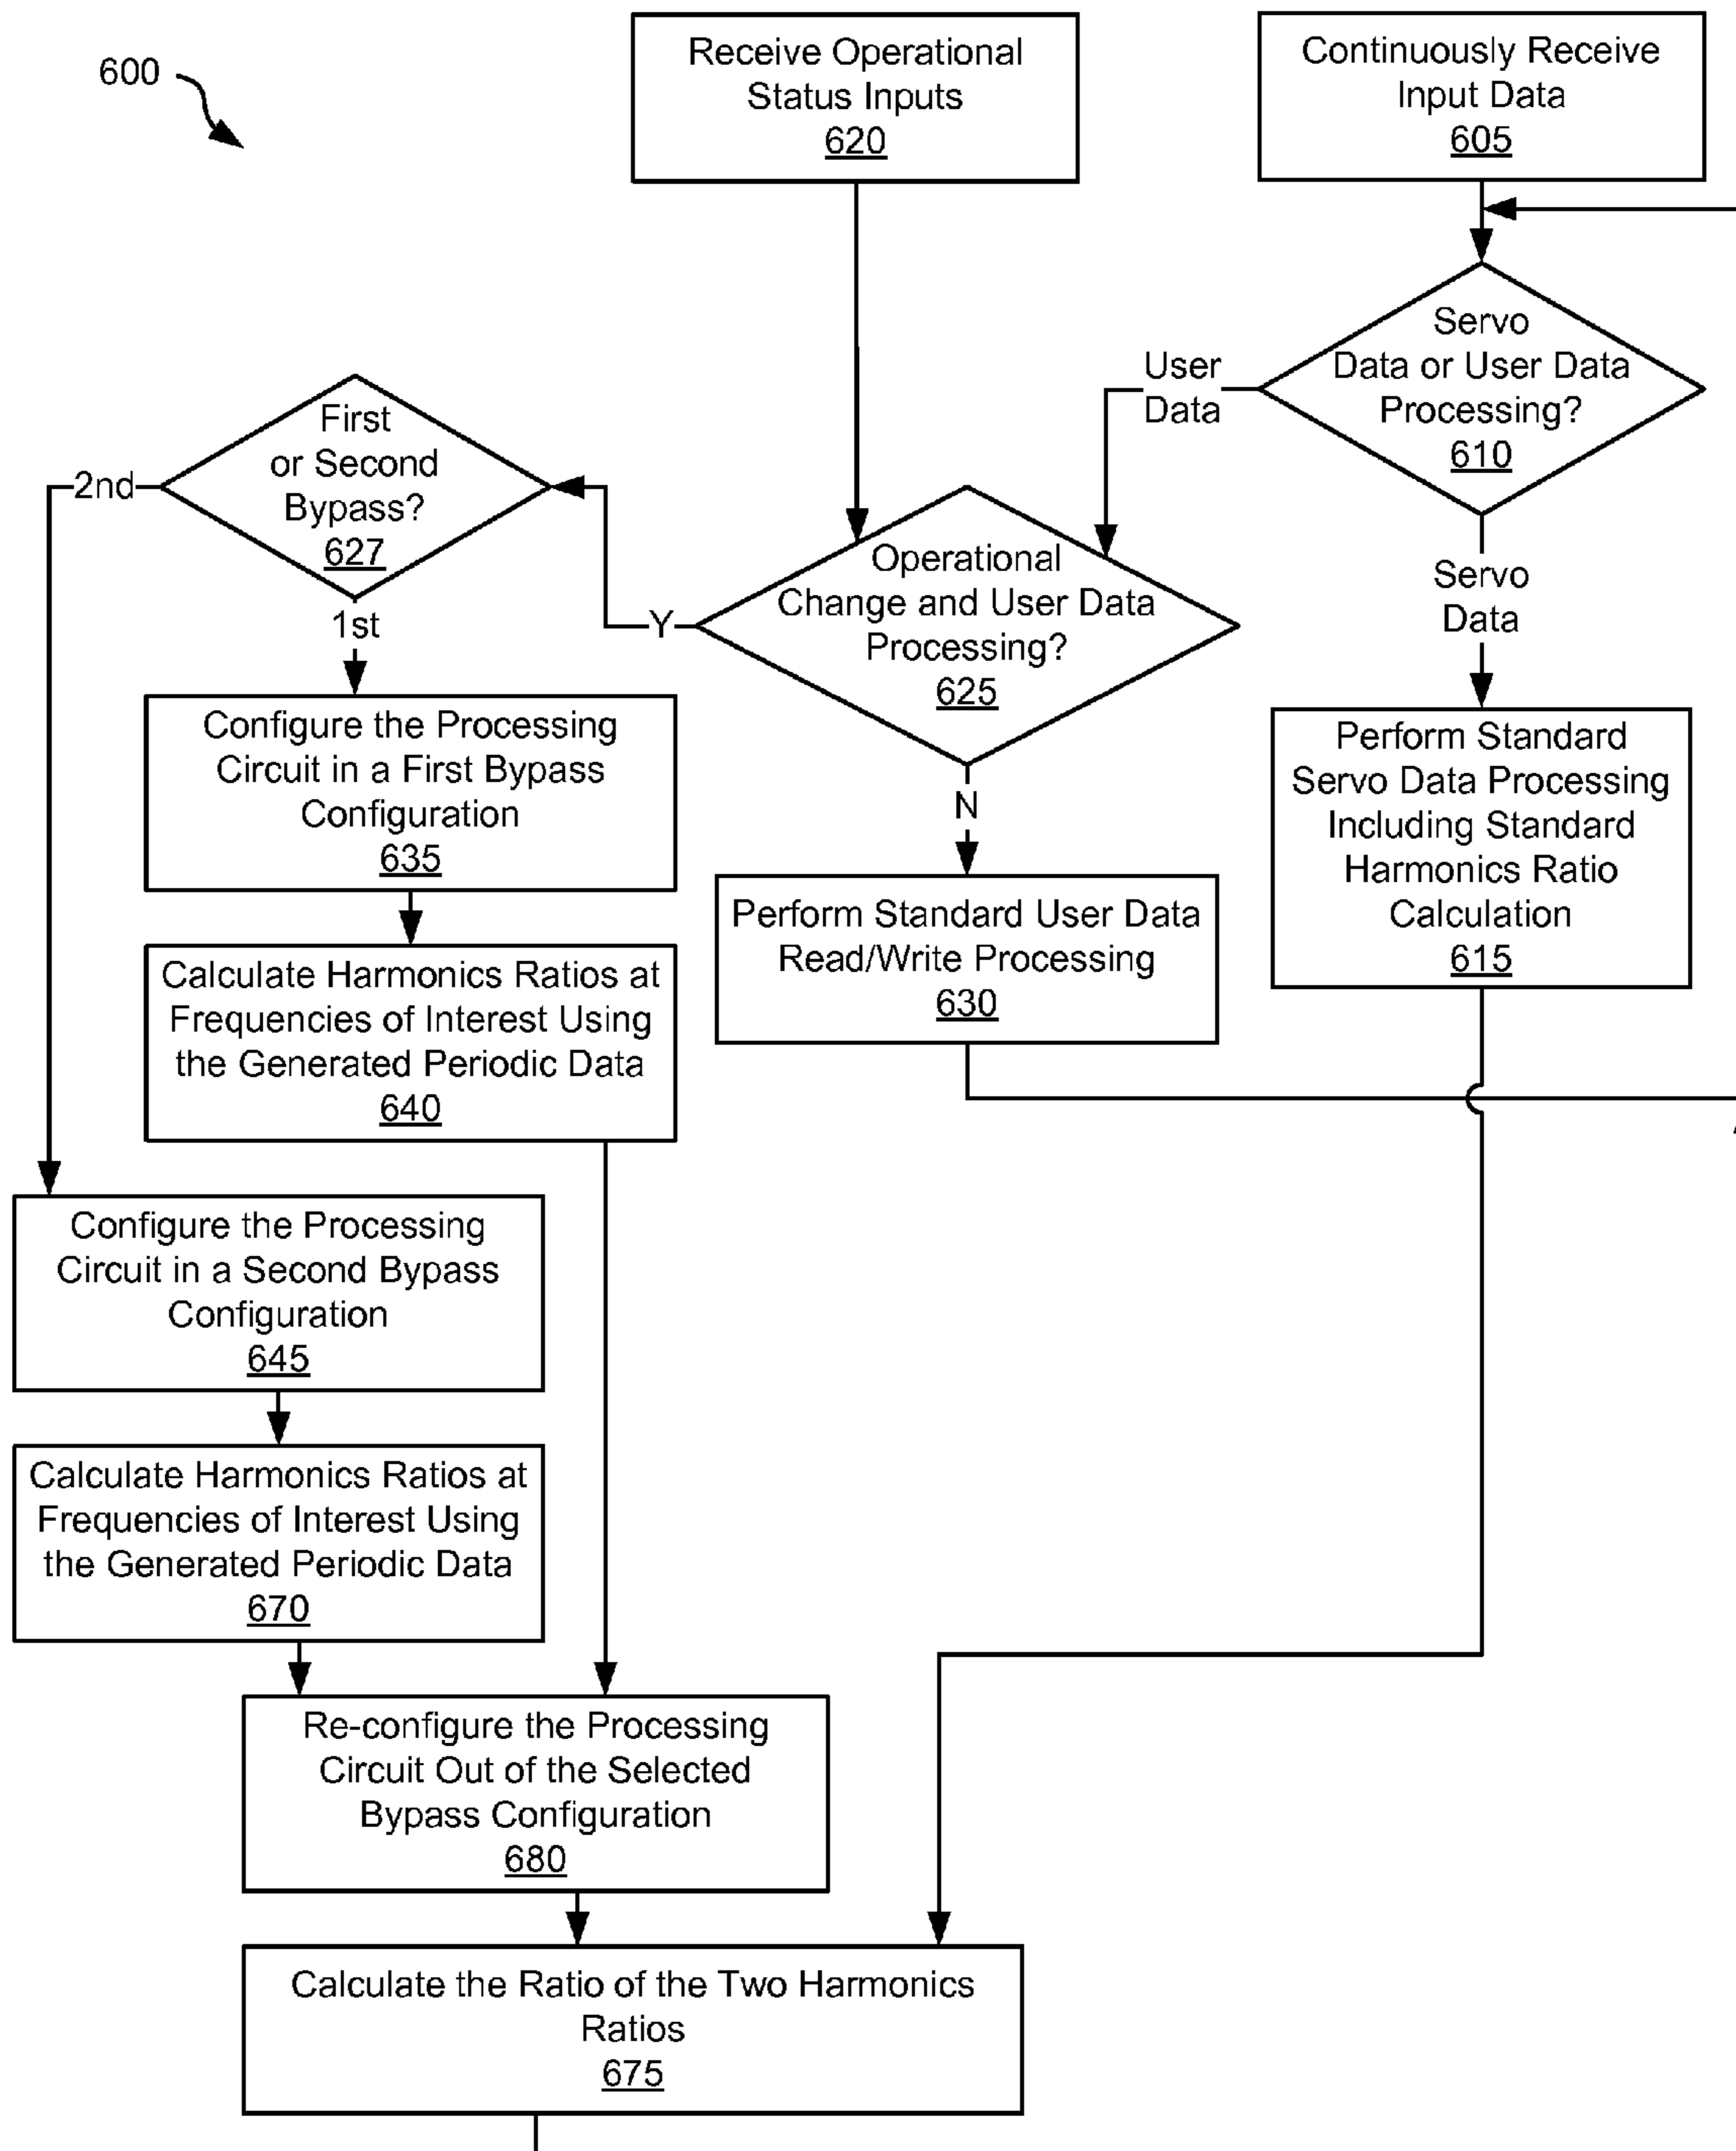 600
Receive Operational
Status Inputs
620
Continuously Receive
Input Data
605
Servo
Data or User Data
Processing?
610
User
Data
Servo
Data
First
or Second
Bypass?
627
2nd
1st
Operational
Change and User Data
Processing?
625
Y
N
Configure the Processing
Circuit in a First Bypass
Configuration
635
Perform Standard
Servo Data Processing
Including Standard
Harmonics Ratio
Calculation
615
Perform Standard User Data
Read/Write Processing
630
Calculate Harmonics Ratios at
Frequencies of Interest Using
the Generated Periodic Data
640
Configure the Processing
Circuit in a Second Bypass
Configuration
645
Calculate Harmonics Ratios at
Frequencies of Interest Using
the Generated Periodic Data
670
Re-configure the Processing
Circuit Out of the Selected
Bypass Configuration
680
Calculate the Ratio of the Two Harmonics
Ratios
675